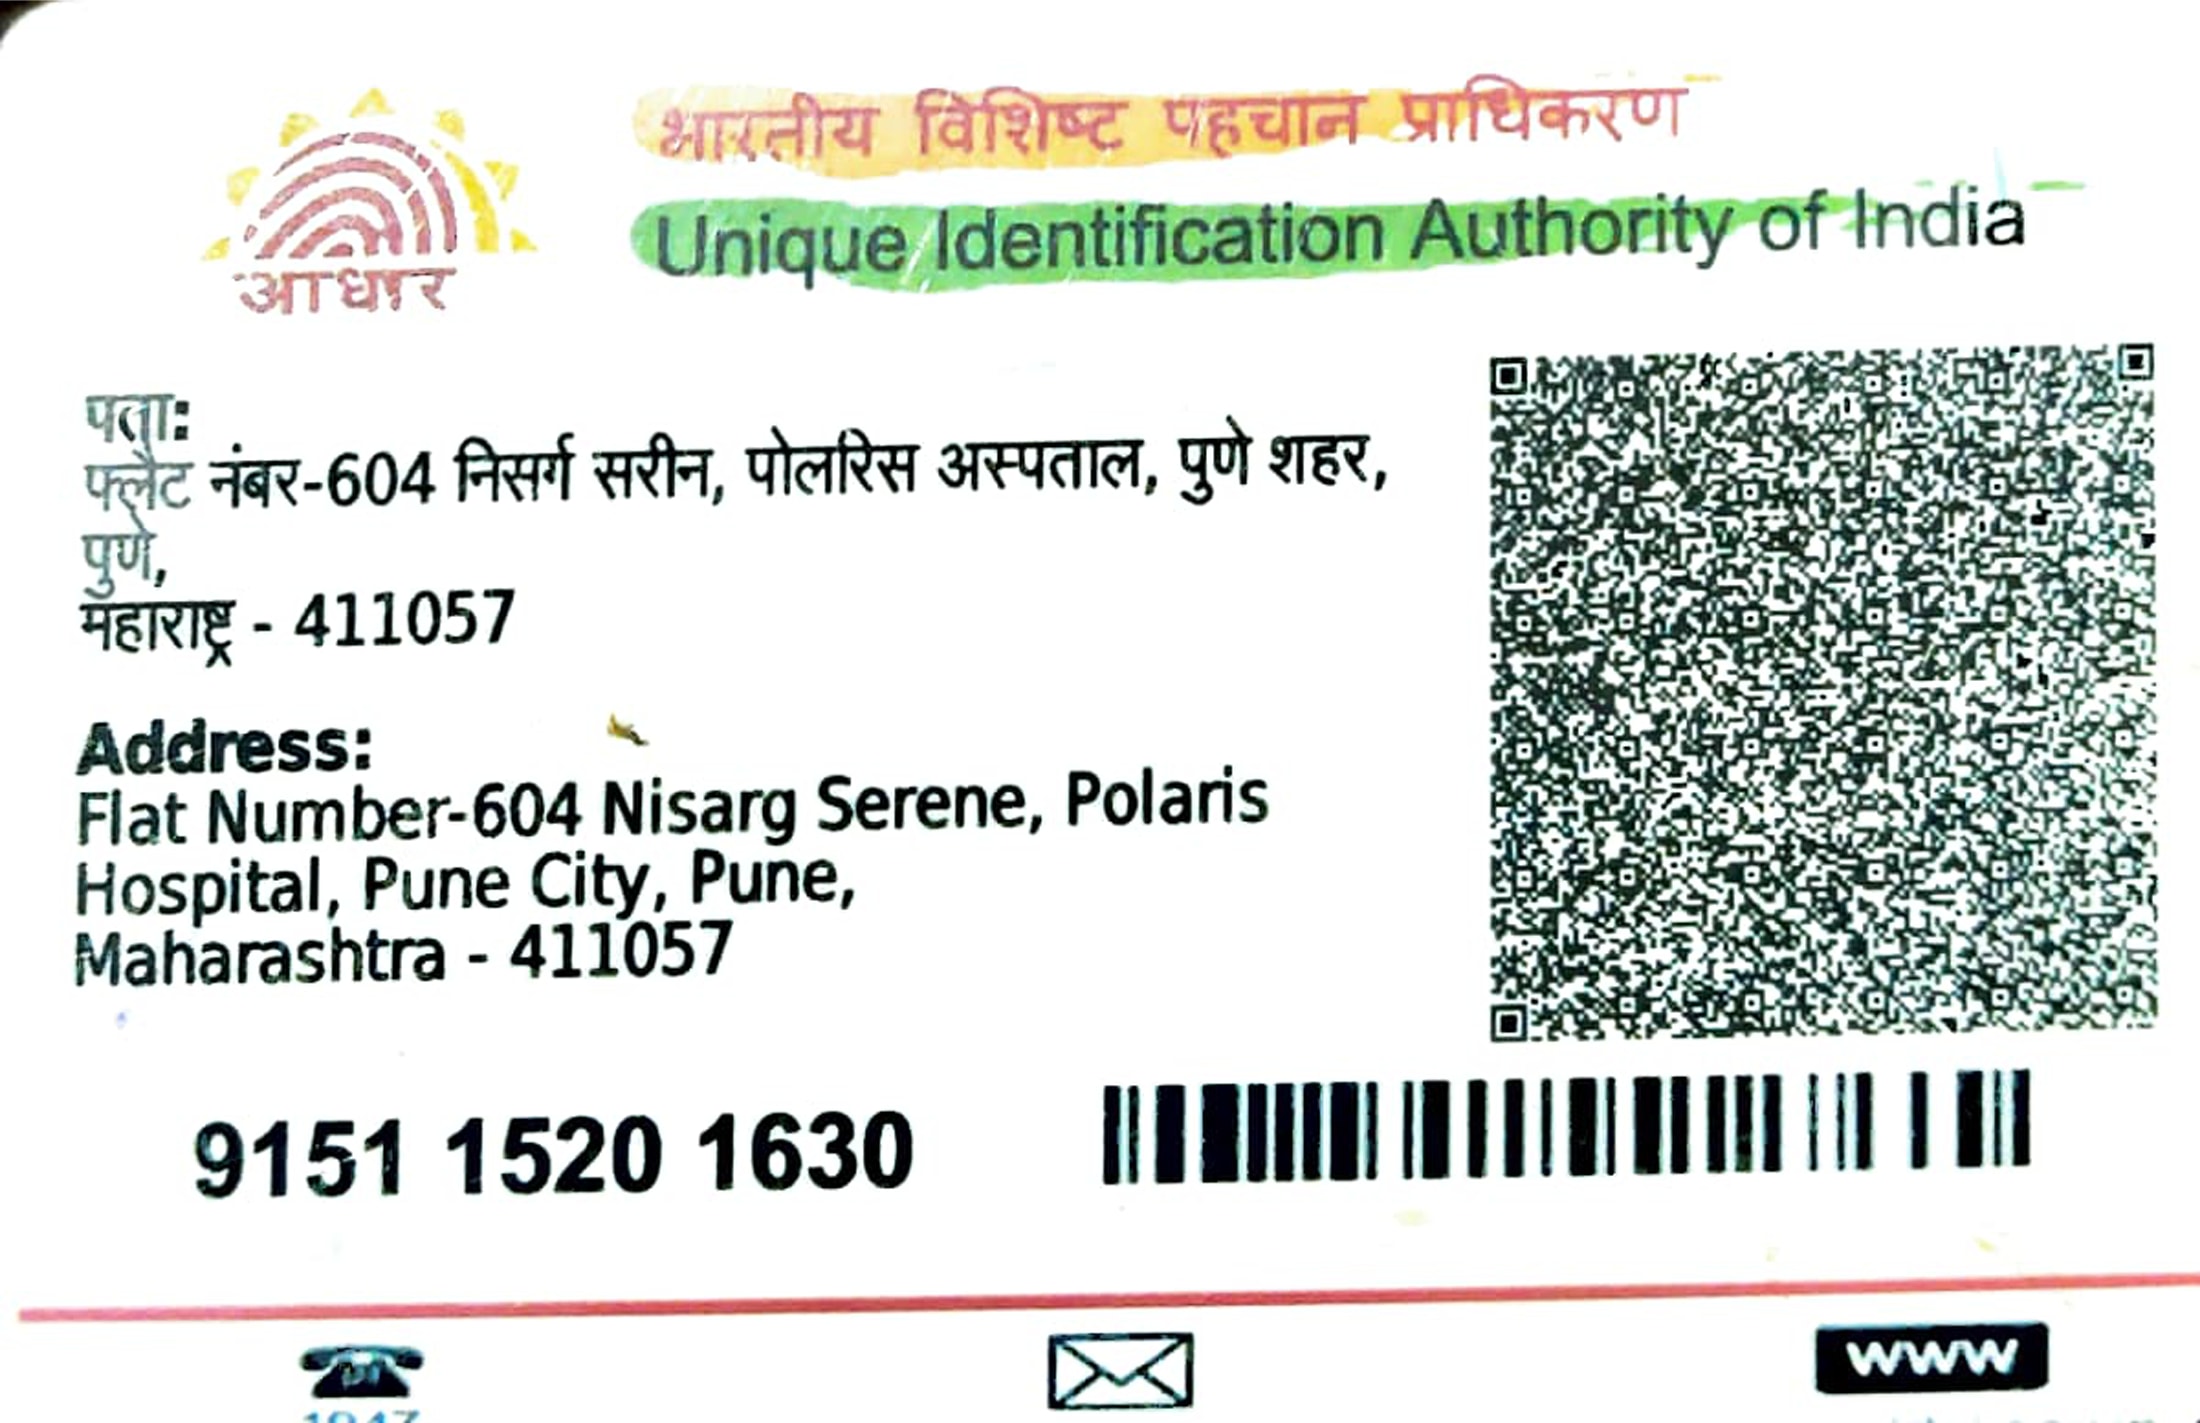 आधार
भारतीय विशिष्ट पहचान प्राधिकरण
Unique Identification Authority of India
पता:
फ्लैट नंबर-604 निसर्ग सरीन, पोलरिस अस्पताल, पुणे शहर,
पुणे,
महाराष्ट्र - 411057
Address:
Flat Number-604 Nisarg Serene, Polaris
Hospital, Pune City, Pune,
Maharashtra - 411057
9151 1520 1630
www